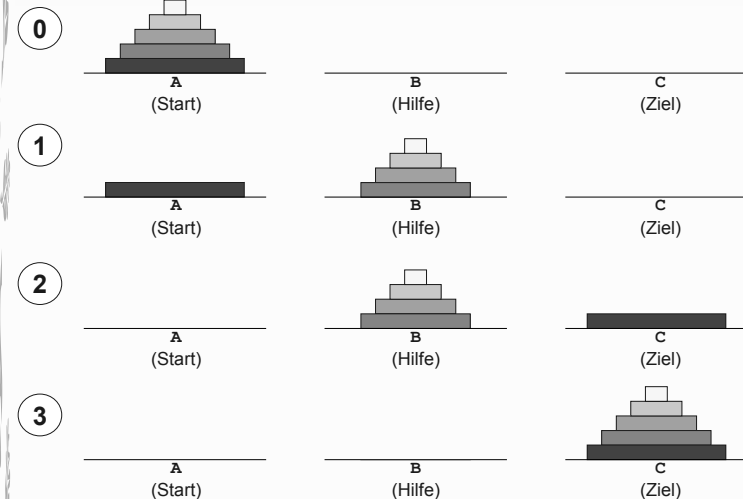 0
A B C
(Start) (Hilfe) (Ziel)
1
A B C
(Start) (Hilfe) (Ziel)
2
A B C
(Start) (Hilfe) (Ziel)
3
A B C
(Start) (Hilfe) (Ziel)